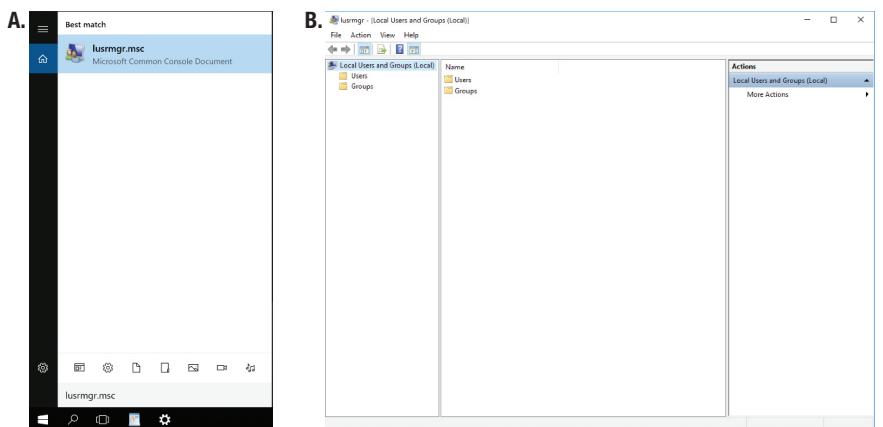 A.
Best match
lusrmgr.msc
Microsoft Common Console Document
lusrmgr.msc
B.
lusrmgr - [Local Users and Groups (Local)]
File Action View Help
Local Users and Groups (Local)
Users
Groups
Name
Users
Groups
Actions
Local Users and Groups (Local)
More Actions